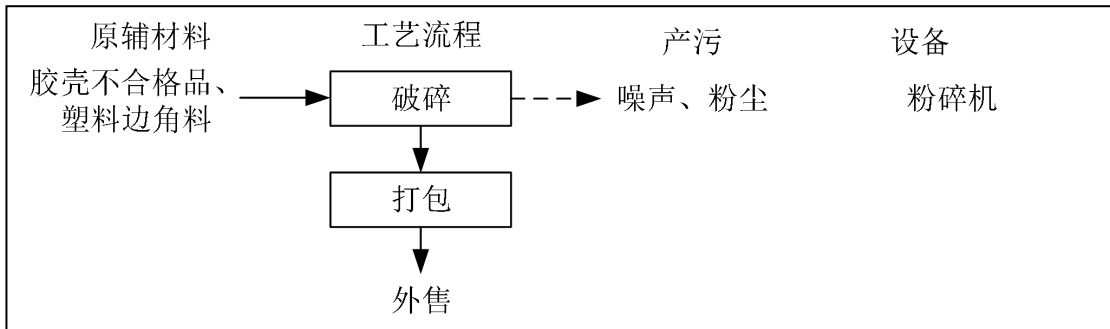 原辅材料 工艺流程 产污 设备
胶壳不合格品、
塑料边角料
破碎
噪声、粉尘
粉碎机
打包
外售